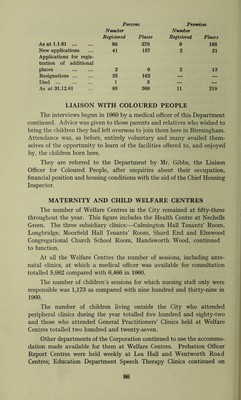 Persons Premises
Number Number
Registered Places Registered Places
As at 1.1.61 ... ... 80 370 9 185
New applications ... 41 157 2 21
Applications for regis-
tration of additional
places ... ... 2 6 2 13
Resignations ... ... 35 162 — —
Died ... ... ... 1 3 — —
As at 31.12.61 ... 85 368 11 219
LIAISON WITH COLOURED PEOPLE
The interviews begun in 1960 by a medical officer of this Department
continued. Advice was given to those parents and relatives who wished to
bring the children they had left overseas to join them here in Birmingham.
Attendance was, as before, entirely voluntary and many availed them-
selves of the opportunity to learn of the facilities offered to, and enjoyed
by, the children born here.
They are referred to the Department by Mr. Gibbs, the Liaison
Officer for Coloured People, after enquiries about their occupation,
financial position and housing conditions with the aid of the Chief Housing
Inspector.
MATERNITY AND CHILD WELFARE CENTRES
The number of Welfare Centres in the City remained at fifty-three
throughout the year. This figure includes the Health Centre at Nechells
Green. The three subsidiary clinics:—Culmington Hall Tenants' Room,
Longbridge; Moorfield Hall Tenants' Room, Shard End and Elmwood
Congregational Church School Room, Handsworth Wood, continued
to function.
At all the Welfare Centres the number of sessions, including ante-
natal clinics, at which a medical officer was available for consultation
totalled 5,982 compared with 6,466 in 1960.
The number of children's sessions for which nursing staff only were
responsible was 1,173 as compared with nine hundred and thirty-nine in
1960.
The number of children living outside the City who attended
peripheral clinics during the year totalled five hundred and eighty-two
and those who attended General Practitioners' Clinics held at Welfare
Centres totalled two hundred and twenty-seven.
Other departments of the Corporation continued to use the accommo-
dation made available for them at Welfare Centres. Probation Officer
Report Centres were held weekly at Lea Hall and Wentworth Road
Centres; Education Department Speech Therapy Clinics continued on
86